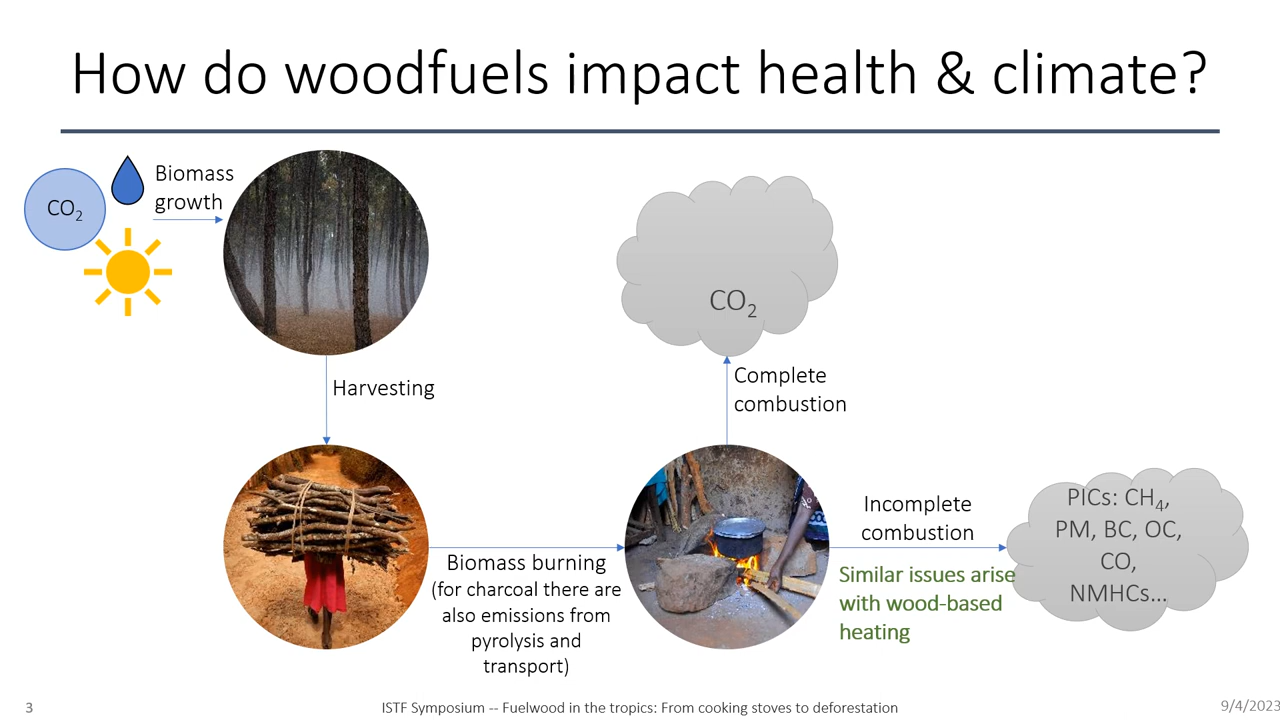 How do woodfuels impact health & climate?
CO₂
Biomass
growth
Harvesting
Biomass burning
(for charcoal there are
also emissions from
pyrolysis and
transport)
CO₂
Complete
combustion
Incomplete
combustion
Similar issues arise
with wood-based
heating
PICs: CH₄,
PM, BC, OC,
CO,
NMHCs...
3
ISTF Symposium -- Fuelwood in the tropics: From cooking stoves to deforestation
9/4/2023